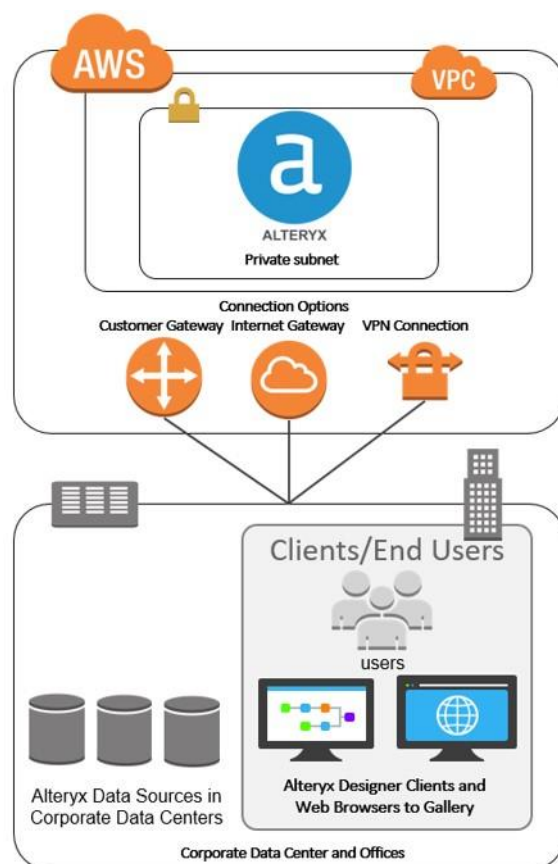 AWS
VPC
a
ALTERYX
Private subnet
Connection Options
Customer Gateway
Internet Gateway
VPN Connection
Clients/End Users
users
Alteryx Data Sources in
Corporate Data Centers
Alteryx Designer Clients and
Web Browsers to Gallery
Corporate Data Center and Offices